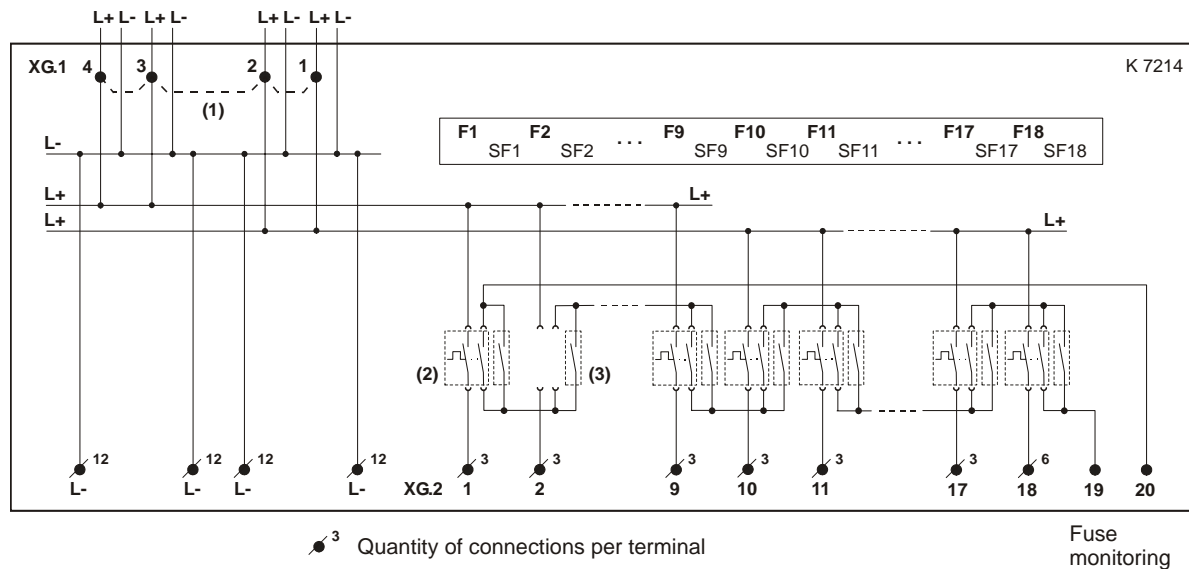 L+ L- L+ L- L+ L- L+ L-
XG.1 4 3 2 1 K 7214
(1)
F1 F2 ... F9 F10 F11 ... F17 F18
SF1 SF2 SF9 SF10 SF11 SF17 SF18
L-
L+ L+
L+ L+
(2) (3)
12 12 12 12 3 3 3 3 3 3 6
L- L- L- L- XG.2 1 2 9 10 11 17 18 19 20
3 Quantity of connections per terminal
Fuse
monitoring